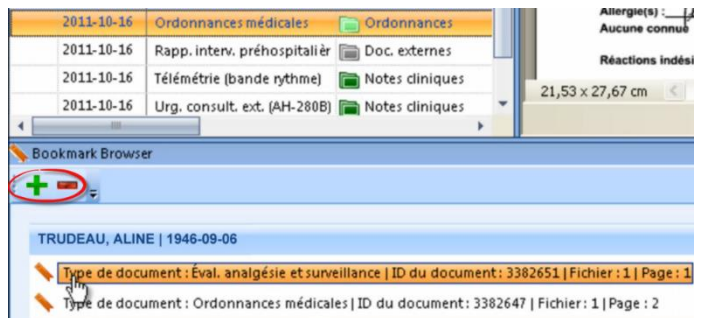 2011-10-16 Ordonnances médicales Ordonnances
2011-10-16 Rapp. interv. préhospitalièr Doc. externes
2011-10-16 Télémétrie (bande rythme) Notes cliniques
2011-10-16 Urg. consult. ext. (AH-280B) Notes cliniques
Allergie(s) :
Aucune connue
Réactions indési
21,53 x 27,67 cm
Bookmark Browser
TRUDEAU, ALINE | 1946-09-06
Type de document : Éval. analgésie et surveillance | ID du document : 3382651 | Fichier : 1 | Page : 1
Type de document : Ordonnances médicales | ID du document : 3382647 | Fichier : 1 | Page : 2